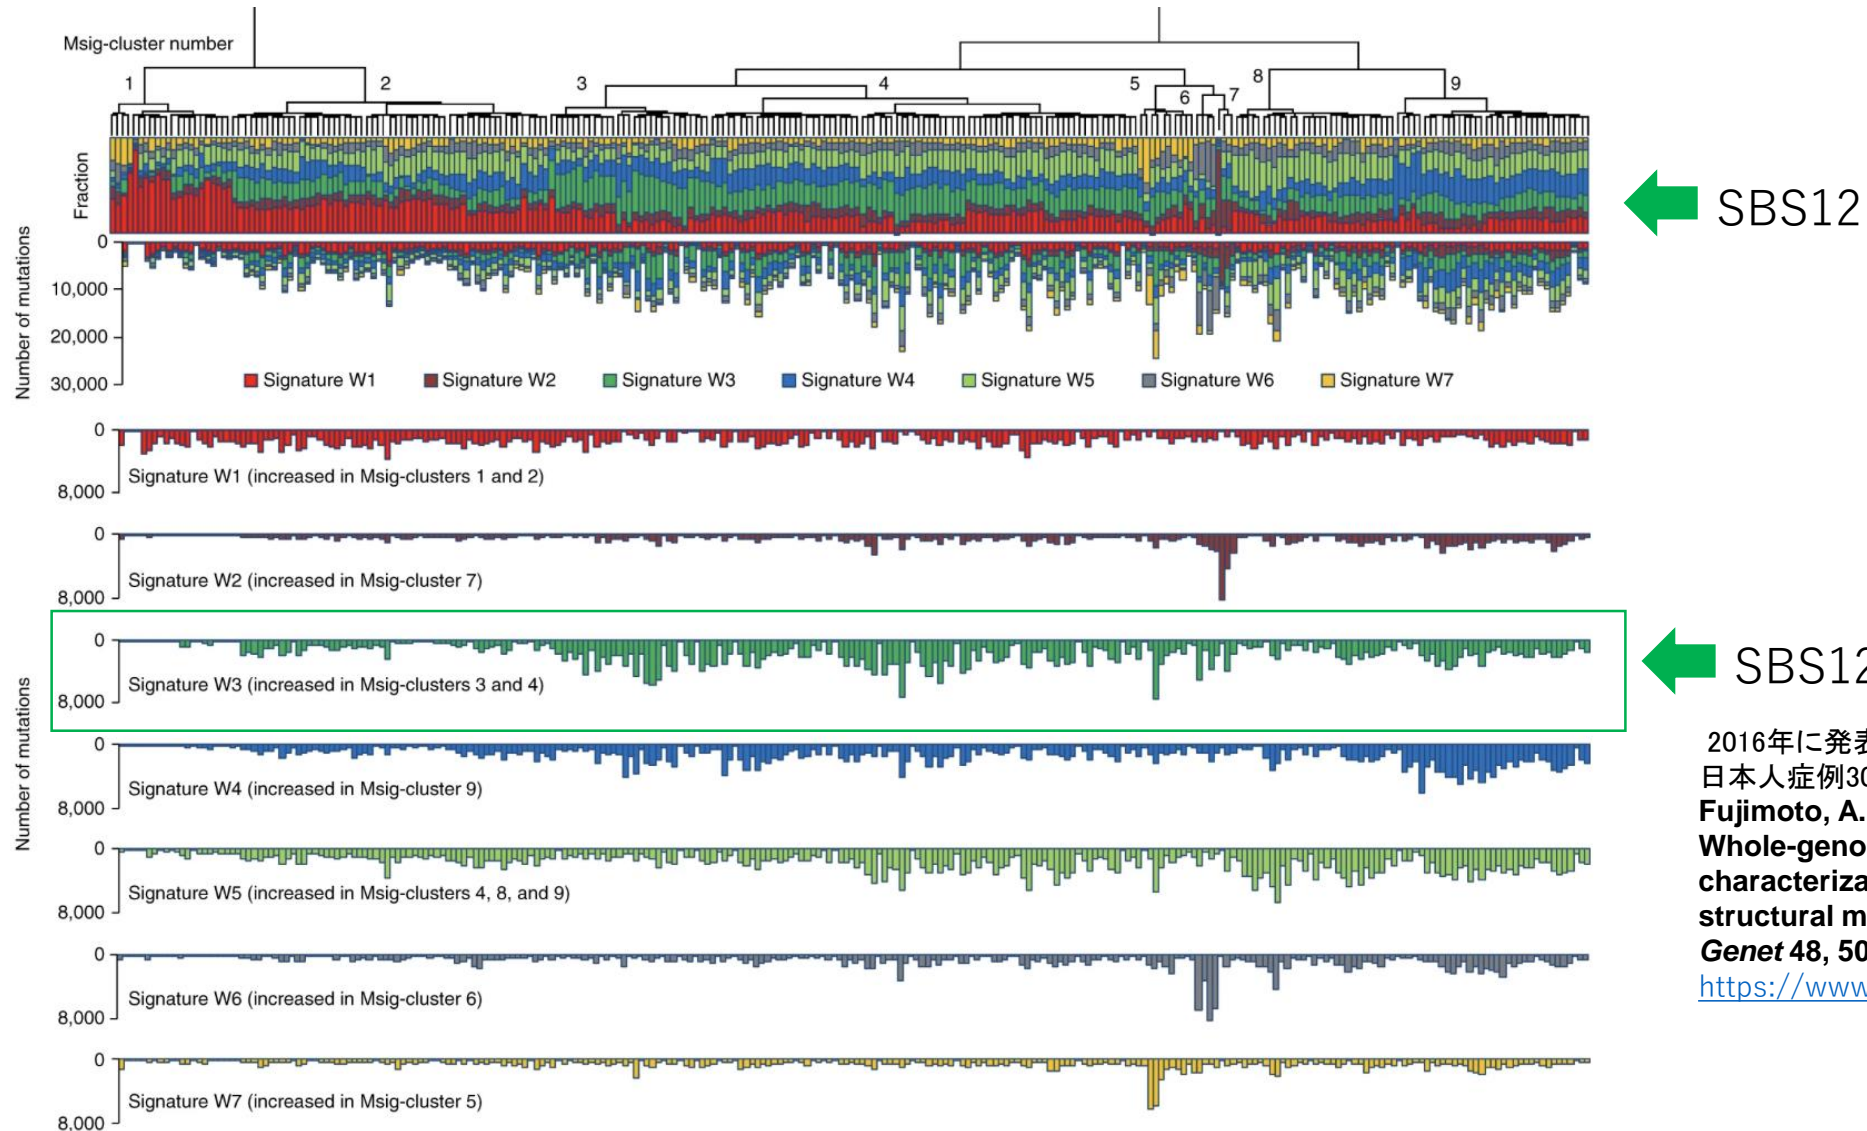 Msig-cluster number
1 2 3 4 5 6 7 8 9
Fraction
SBS12
Number of mutations
0
10,000
20,000
30,000
Signature W1 Signature W2 Signature W3 Signature W4 Signature W5 Signature W6 Signature W7
0
Signature W1 (increased in Msig-clusters 1 and 2)
8,000
0
Signature W2 (increased in Msig-cluster 7)
8,000
Number of mutations
0
Signature W3 (increased in Msig-clusters 3 and 4)
8,000
SBS12
0
Signature W4 (increased in Msig-cluster 9)
8,000
0
Signature W5 (increased in Msig-clusters 4, 8, and 9)
8,000
0
Signature W6 (increased in Msig-cluster 6)
8,000
0
Signature W7 (increased in Msig-cluster 5)
8,000
2016年に発
日本人症例30
Fujimoto, A.
Whole-geno
characteriza
structural m
Genet 48, 50
https://www